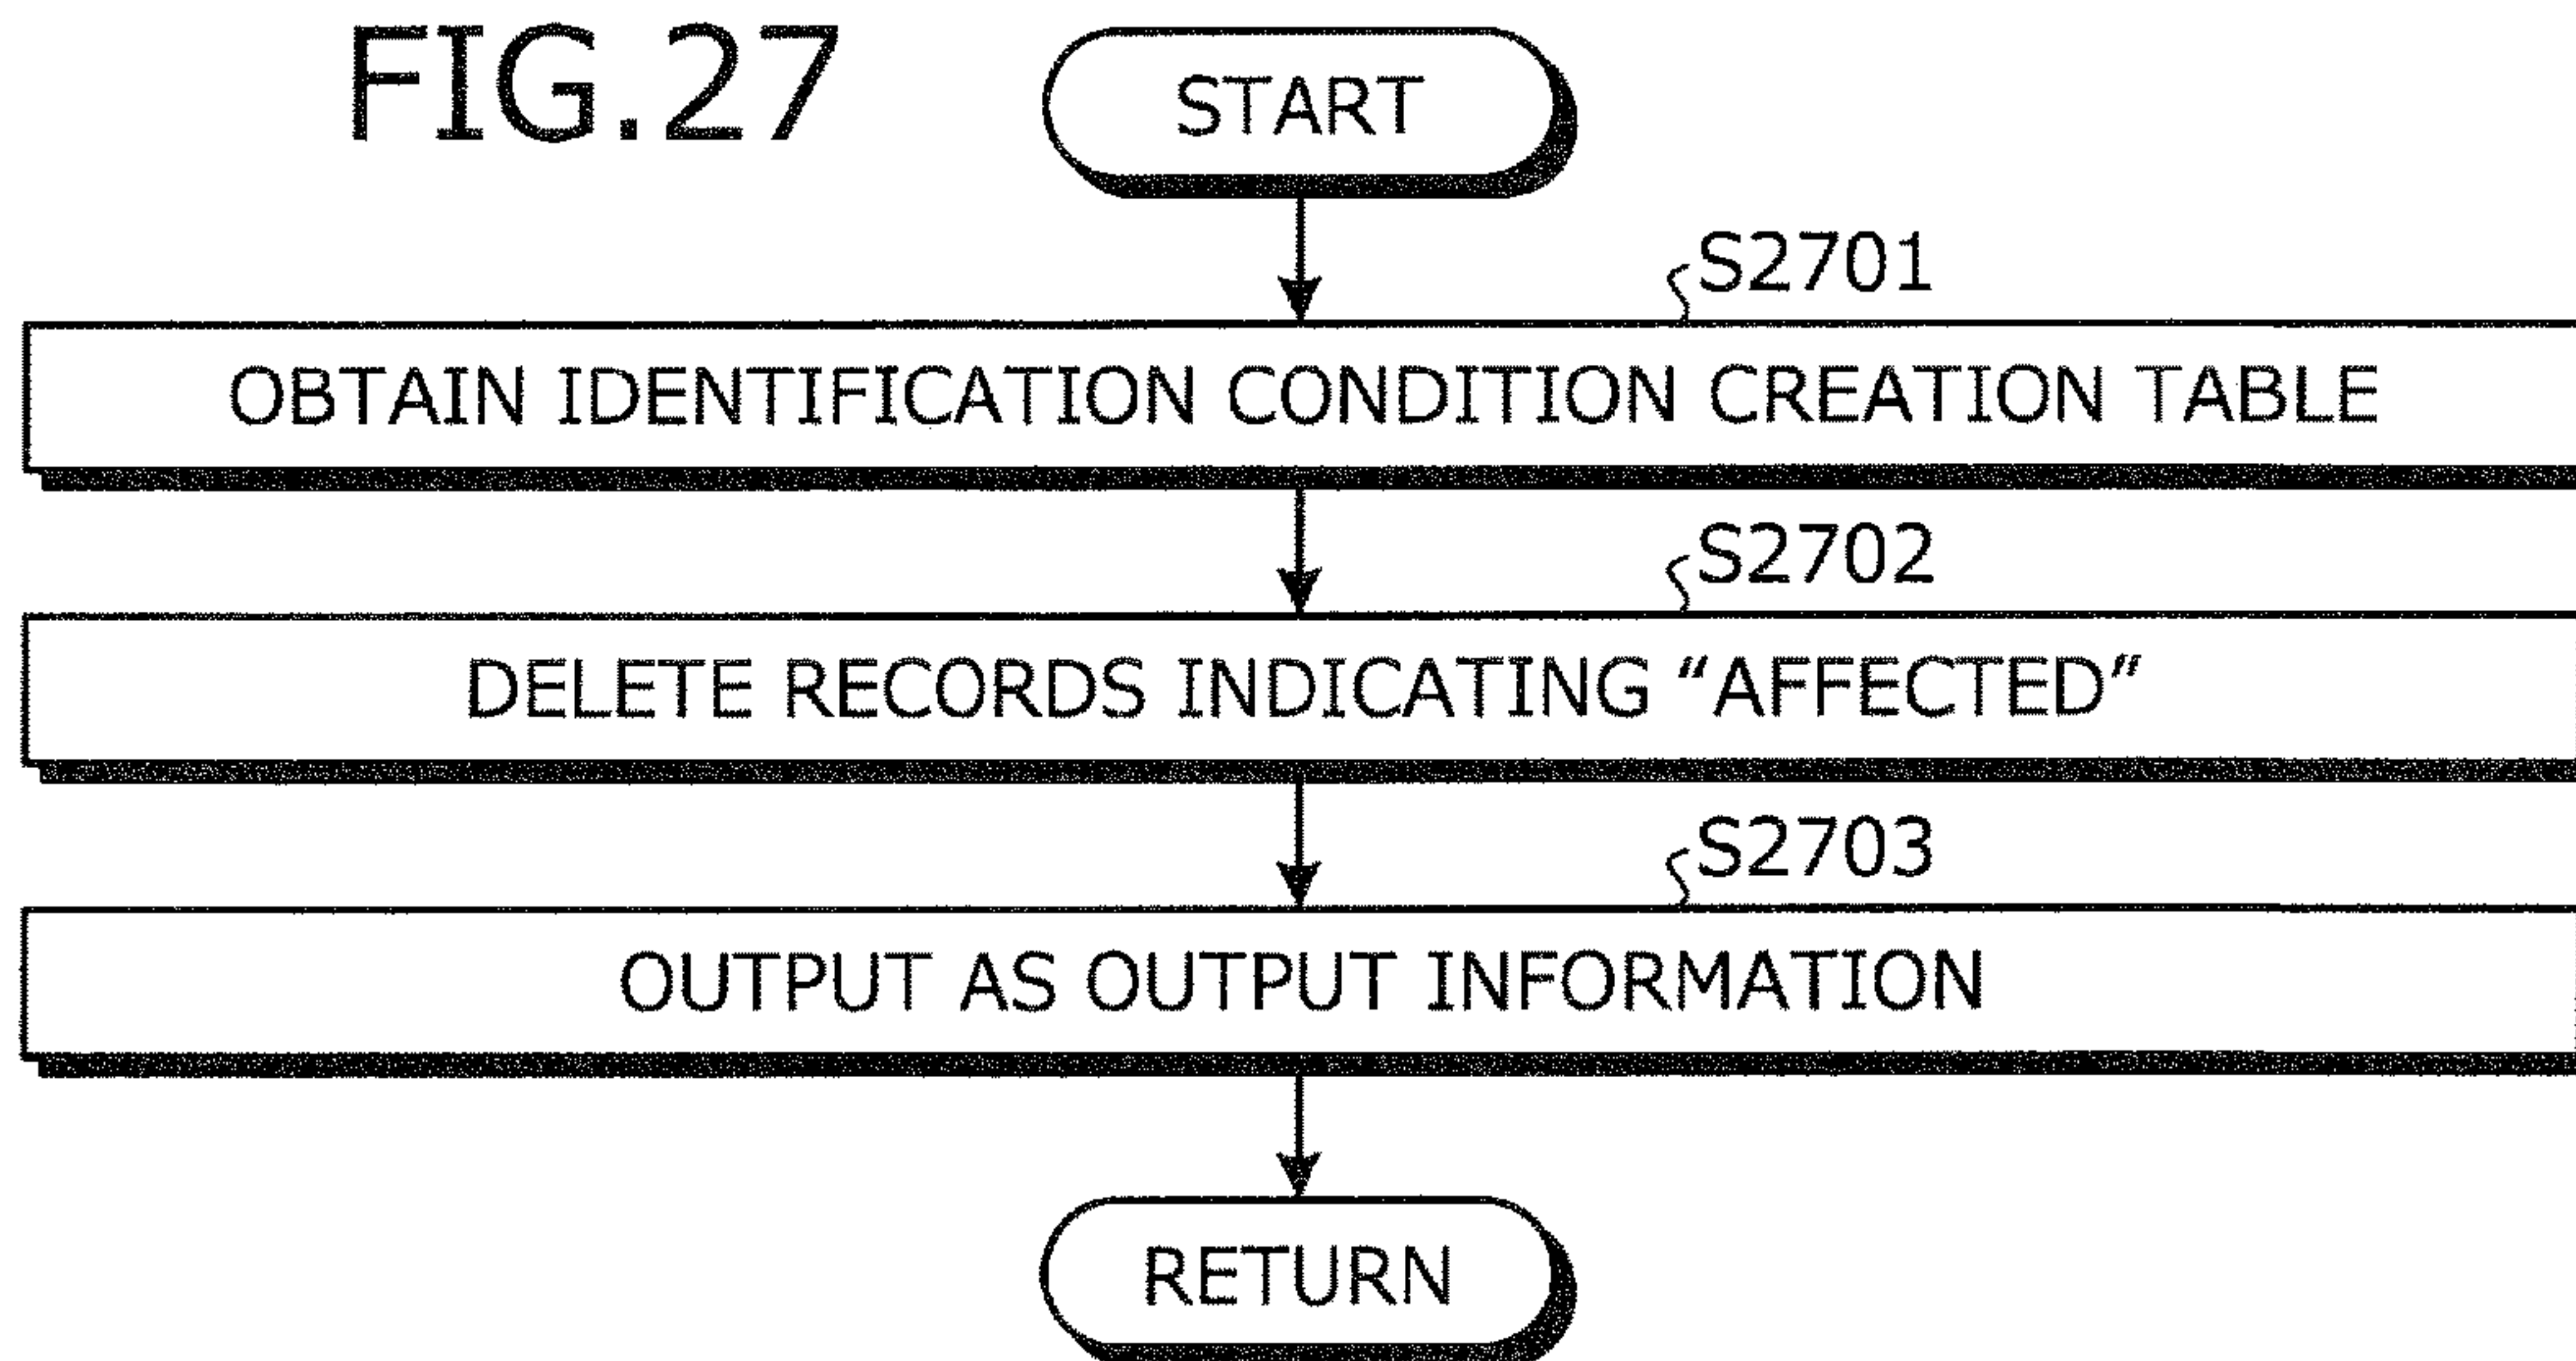 FIG.27
START
S2701
OBTAIN IDENTIFICATION CONDITION CREATION TABLE
S2702
DELETE RECORDS INDICATING “AFFECTED”
S2703
OUTPUT AS OUTPUT INFORMATION
RETURN